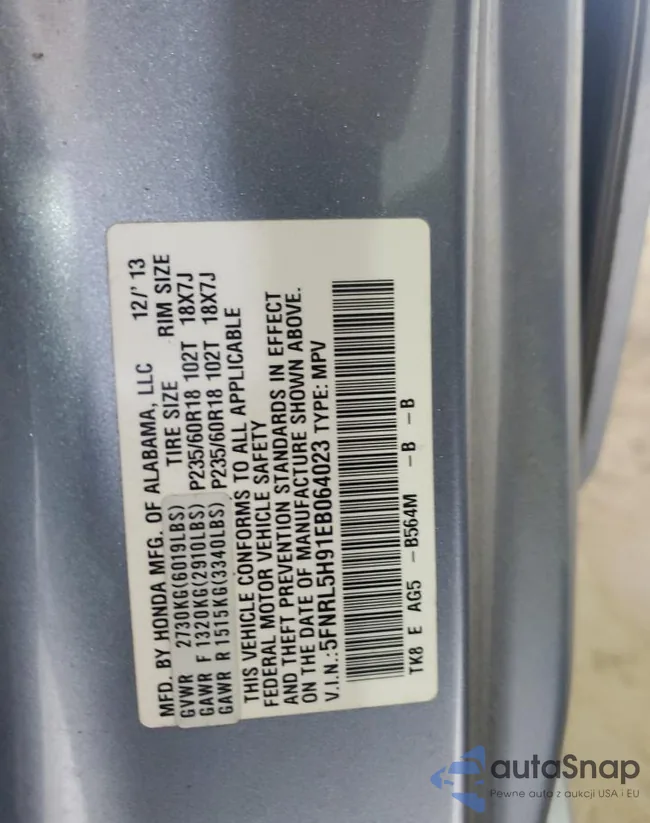 MFD. BY HONDA MFG. OF ALABAMA, LLC 12/'13
GVWR 2730KG(6019LBS) TIRE SIZE RIM SIZE
GAWR F 1320KG(2910LBS) P235/60R18 102T 18X7J
GAWR R 1515KG(3340LBS) P235/60R18 102T 18X7J
THIS VEHICLE CONFORMS TO ALL APPLICABLE
FEDERAL MOTOR VEHICLE SAFETY
AND THEFT PREVENTION STANDARDS IN EFFECT
ON THE DATE OF MANUFACTURE SHOWN ABOVE.
V.I.N.:5FNRL5H91EB064023 TYPE: MPV
TK8 E AG5 -B564M -B -B
autaSnap
Pewne auta z aukcji USA i EU